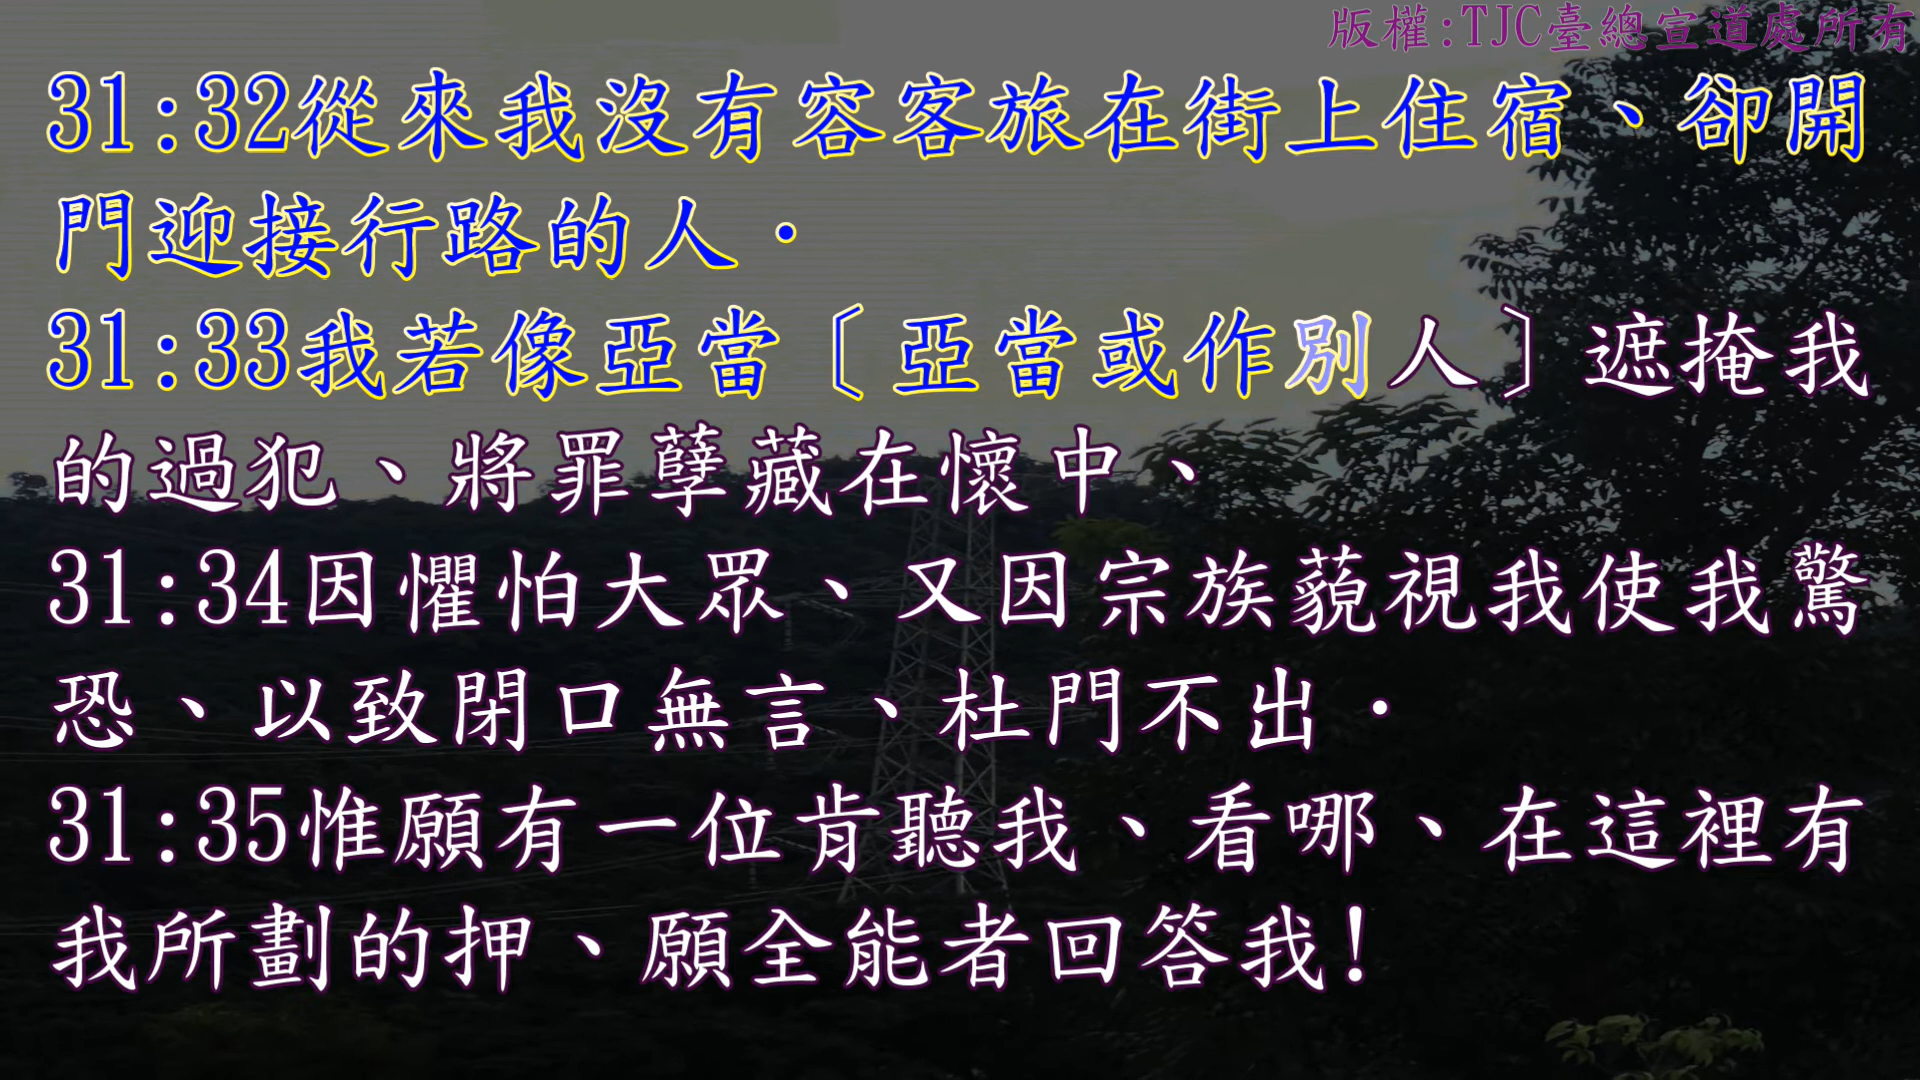 版權:TJC臺總宣道處所有
31:32從來我沒有容客旅在街上住宿、卻開
門迎接行路的人．
31:33我若像亞當〔亞當或作別人〕遮掩我
的過犯、將罪孽藏在懷中、
31:34因懼怕大眾、又因宗族藐視我使我驚
恐、以致閉口無言、杜門不出．
31:35惟願有一位肯聽我、看哪、在這裡有
我所劃的押、願全能者回答我!